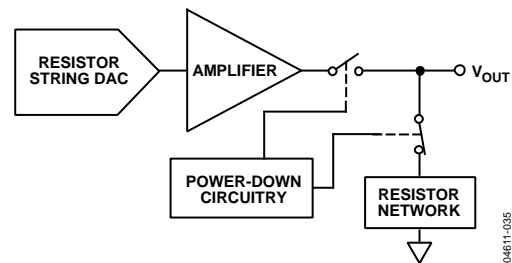 RESISTOR
STRING DAC
AMPLIFIER
VOUT
POWER-DOWN
CIRCUITRY
RESISTOR
NETWORK
04611-035